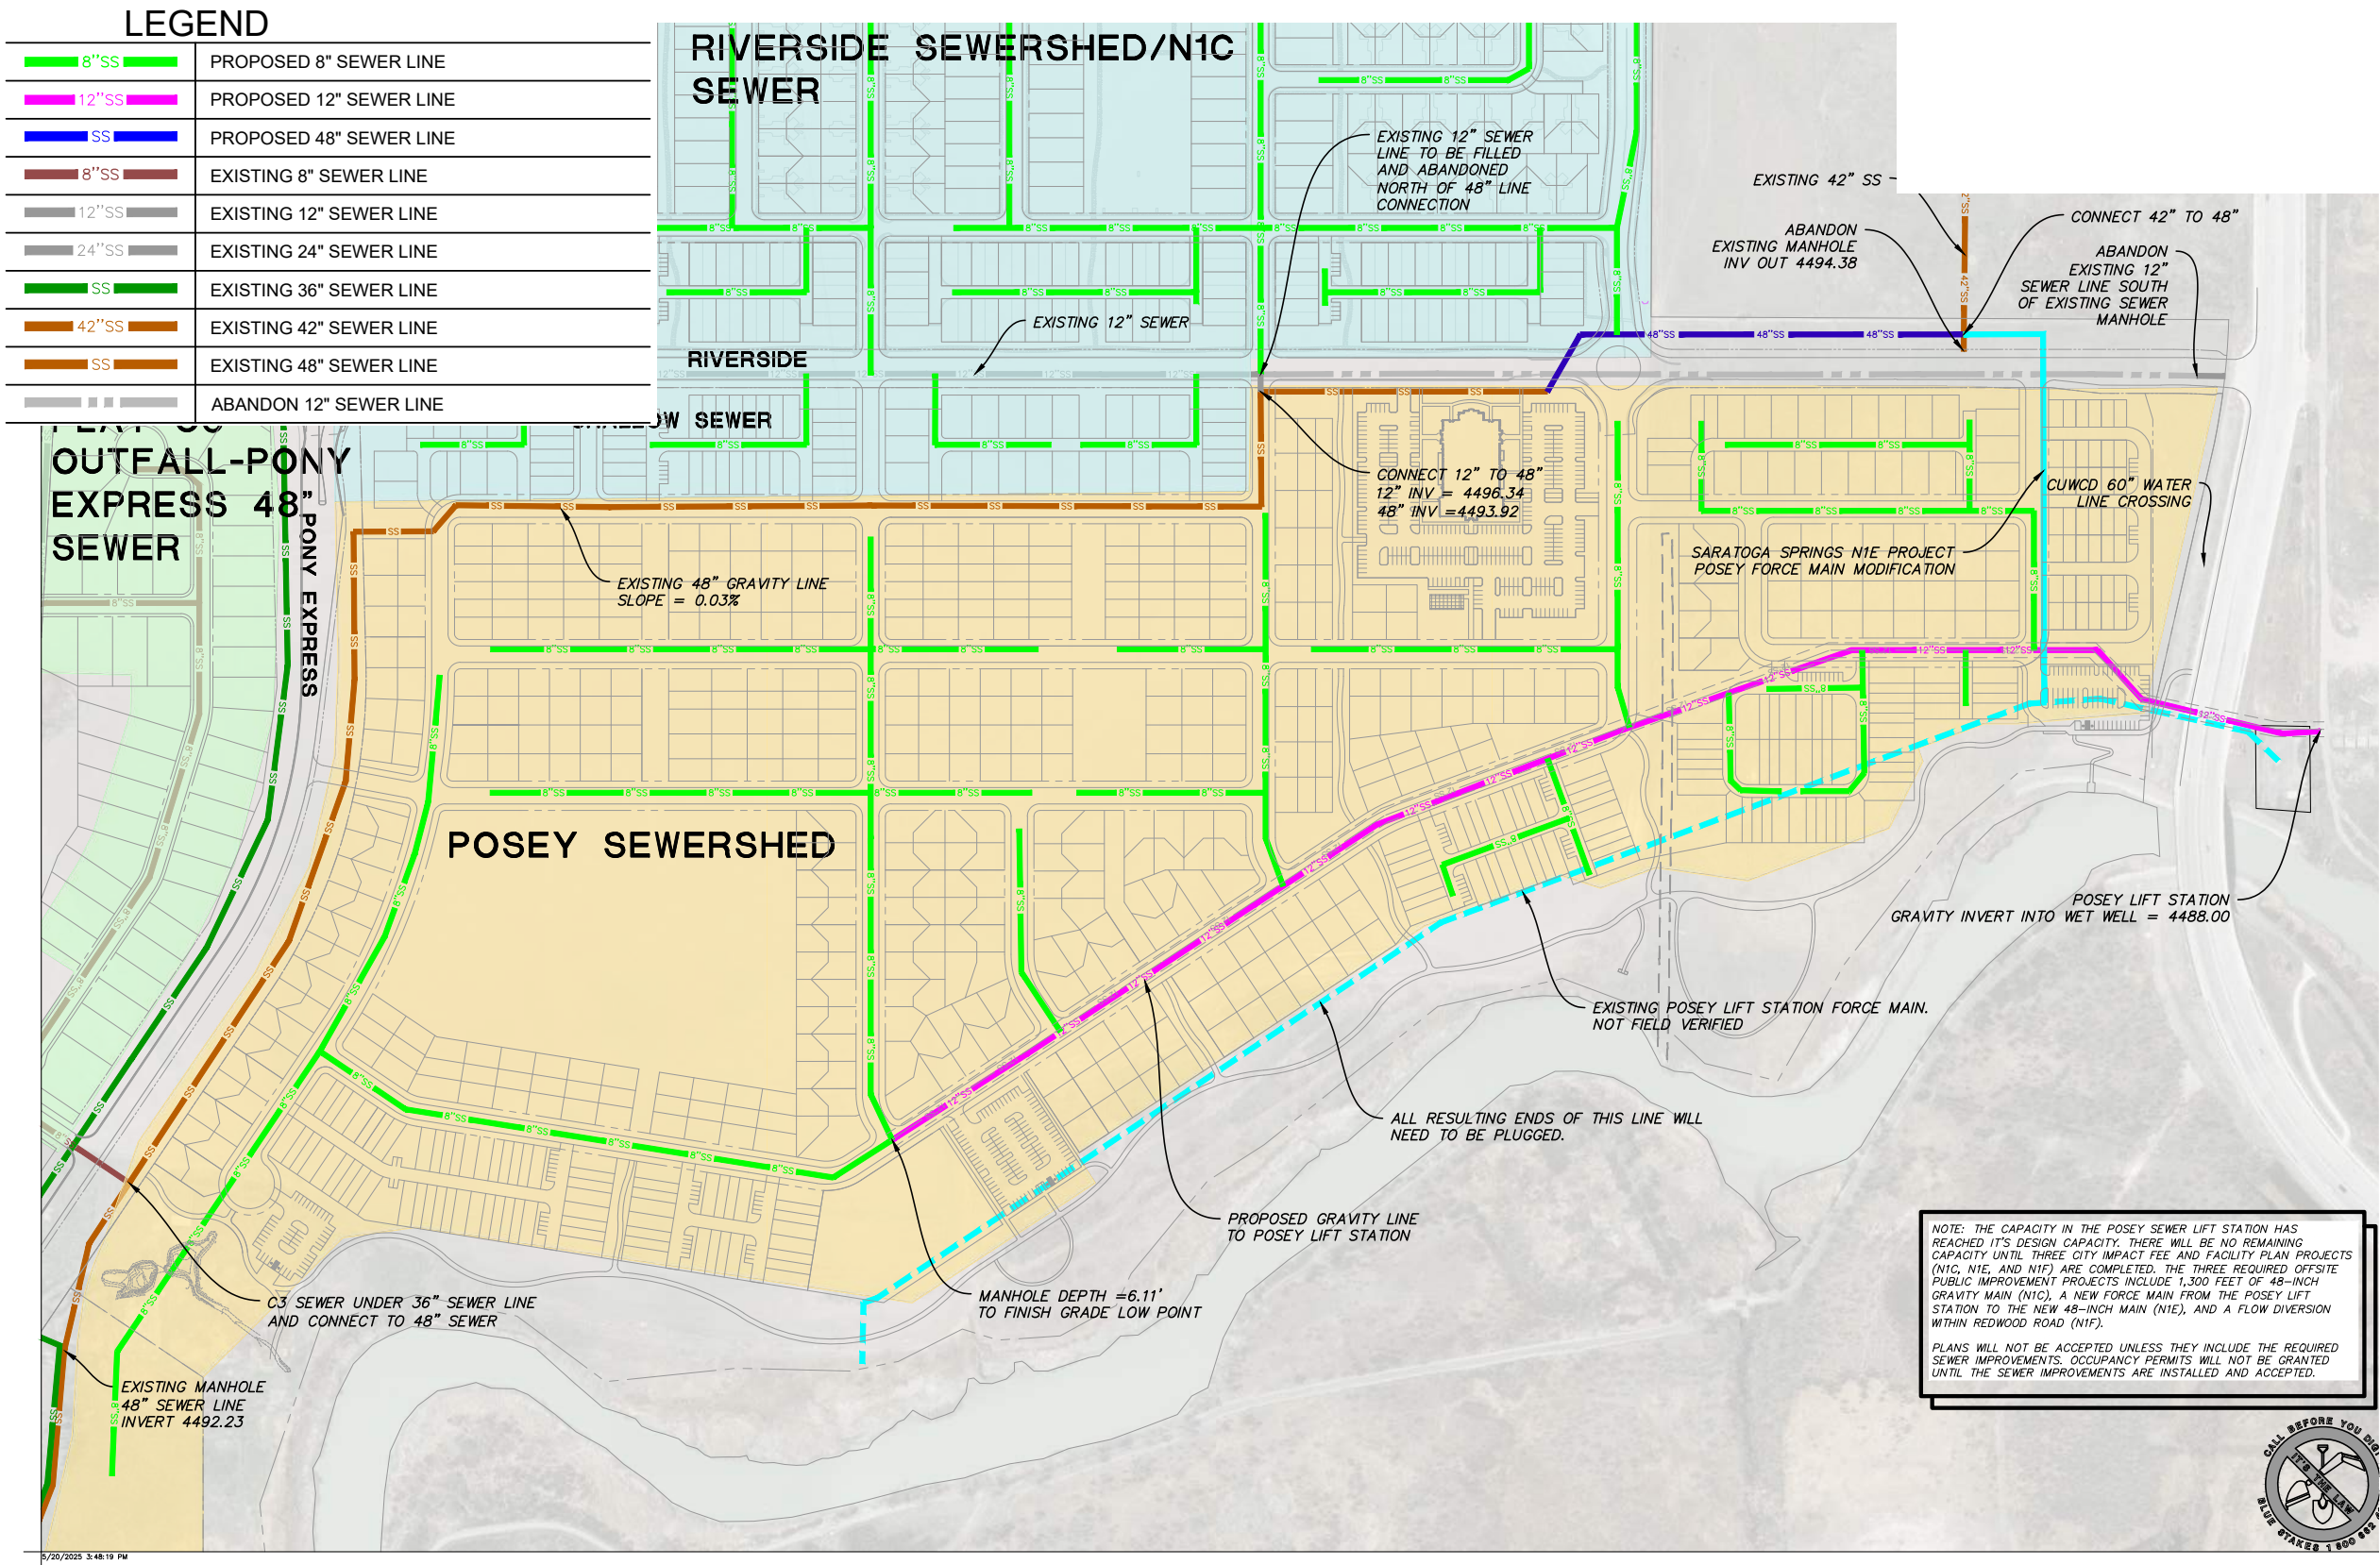 LEGEND
8"SS PROPOSED 8" SEWER LINE
12"SS PROPOSED 12" SEWER LINE
SS PROPOSED 48" SEWER LINE
8"SS EXISTING 8" SEWER LINE
12"SS EXISTING 12" SEWER LINE
24"SS EXISTING 24" SEWER LINE
SS EXISTING 36" SEWER LINE
42"SS EXISTING 42" SEWER LINE
SS EXISTING 48" SEWER LINE
ABANDON 12" SEWER LINE
RIVERSIDE SEWERSHED/N1C
SEWER
EXISTING 12" SEWER
LINE TO BE FILLED
AND ABANDONED
NORTH OF 48" LINE
CONNECTION
EXISTING 42" SS
CONNECT 42" TO 48"
ABANDON
EXISTING MANHOLE
INV OUT 4494.38
ABANDON
EXISTING 12"
SEWER LINE SOUTH
OF EXISTING SEWER
MANHOLE
EXISTING 12" SEWER
RIVERSIDE
SEWER
OUTFALL-PONY
EXPRESS 48"
SEWER
PONY EXPRESS
CONNECT 12" TO 48"
12" INV = 4496.34
48" INV =4493.92
CUWCD 60" WATER
LINE CROSSING
SARATOGA SPRINGS N1E PROJECT
POSEY FORCE MAIN MODIFICATION
EXISTING 48" GRAVITY LINE
SLOPE = 0.03%
POSEY SEWERSHED
POSEY LIFT STATION
GRAVITY INVERT INTO WET WELL = 4488.00
EXISTING POSEY LIFT STATION FORCE MAIN.
NOT FIELD VERIFIED
ALL RESULTING ENDS OF THIS LINE WILL
NEED TO BE PLUGGED.
PROPOSED GRAVITY LINE
TO POSEY LIFT STATION
MANHOLE DEPTH =6.11'
TO FINISH GRADE LOW POINT
C3 SEWER UNDER 36" SEWER LINE
AND CONNECT TO 48" SEWER
EXISTING MANHOLE
48" SEWER LINE
INVERT 4492.23
NOTE: THE CAPACITY IN THE POSEY SEWER LIFT STATION HAS
REACHED IT'S DESIGN CAPACITY. THERE WILL BE NO REMAINING
CAPACITY UNTIL THREE CITY IMPACT FEE AND FACILITY PLAN PROJECTS
(N1C, N1E, AND N1F) ARE COMPLETED. THE THREE REQUIRED OFFSITE
PUBLIC IMPROVEMENT PROJECTS INCLUDE 1,300 FEET OF 48-INCH
GRAVITY MAIN (N1C), A NEW FORCE MAIN FROM THE POSEY LIFT
STATION TO THE NEW 48-INCH MAIN (N1E), AND A FLOW DIVERSION
WITHIN REDWOOD ROAD (N1F).
PLANS WILL NOT BE ACCEPTED UNLESS THEY INCLUDE THE REQUIRED
SEWER IMPROVEMENTS. OCCUPANCY PERMITS WILL NOT BE GRANTED
UNTIL THE SEWER IMPROVEMENTS ARE INSTALLED AND ACCEPTED.
CALL BEFORE YOU DIG
IT'S THE LAW
BLUE STAKES 1 800 662
5/20/2025 3:48:19 PM